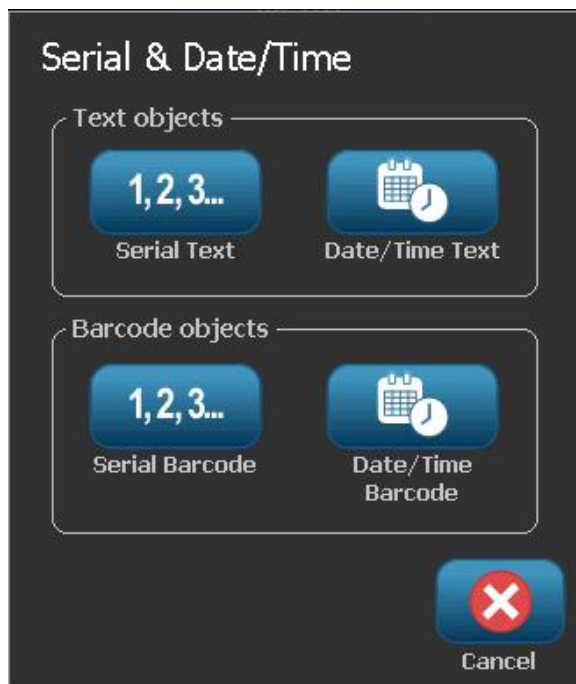 Serial & Date/Time
Text objects
1, 2, 3...
Serial Text
Date/Time Text
Barcode objects
1, 2, 3...
Serial Barcode
Date/Time
Barcode
Cancel